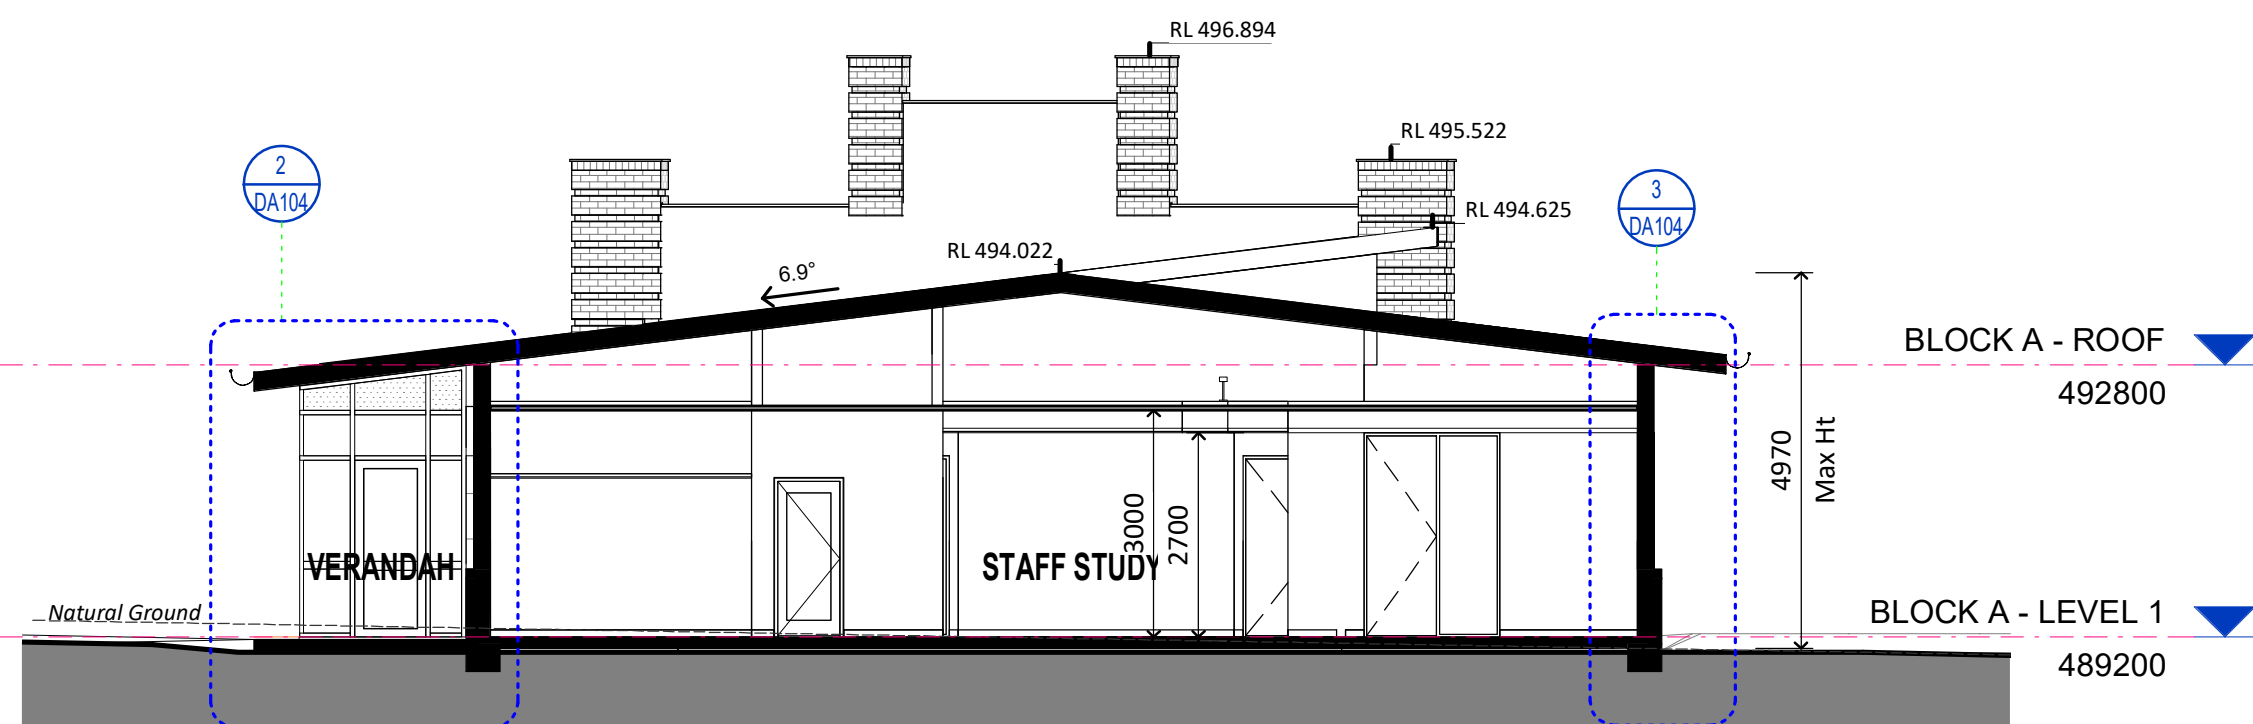 RL 496.894
RL 495.522
2
DA104
3
DA104
RL 494.625
RL 494.022
6.9°
BLOCK A - ROOF
492800
4970
Max Ht
3000
2700
VERANDAH
STAFF STUDY
Natural Ground
BLOCK A - LEVEL 1
489200